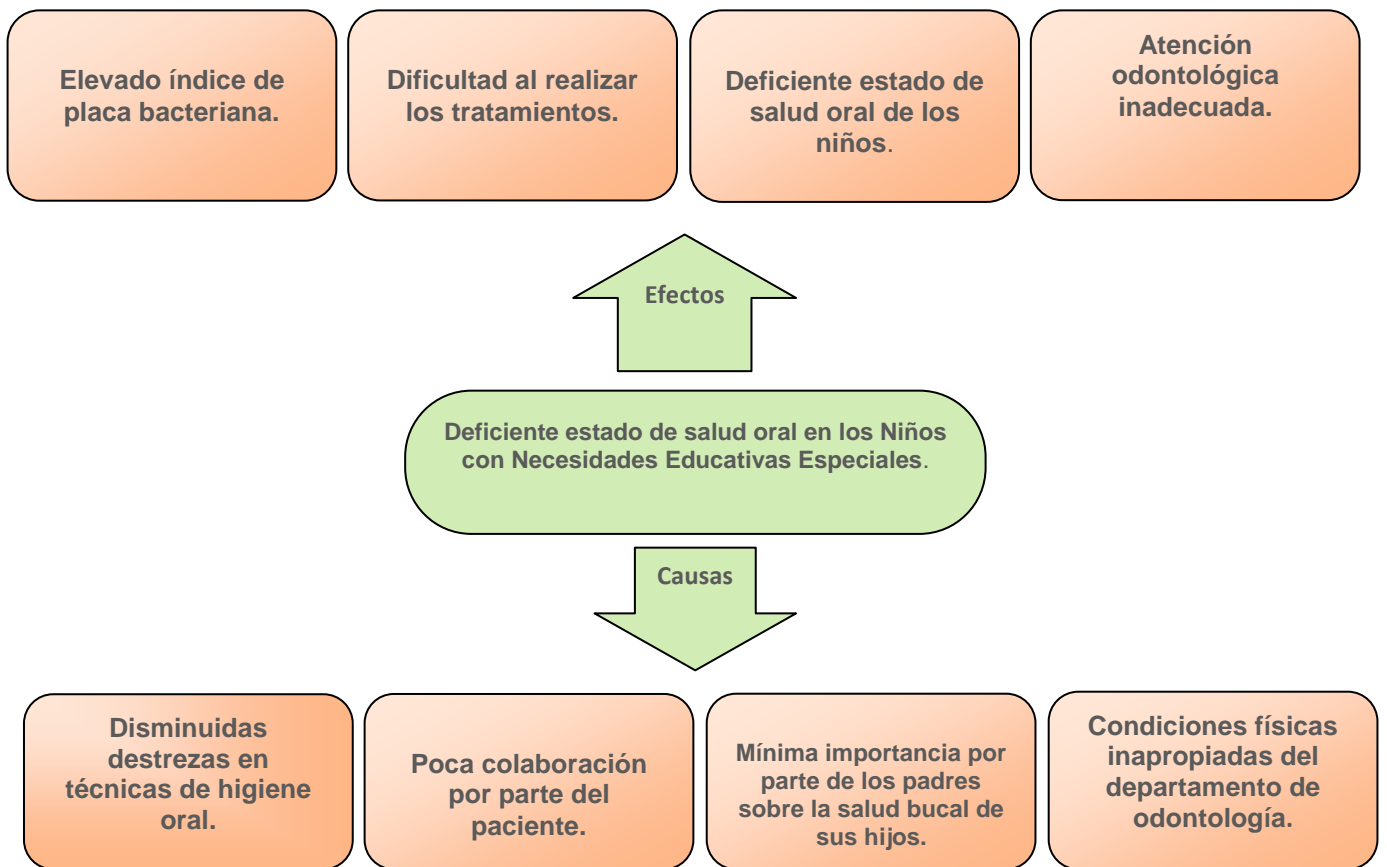 Elevado índice de
placa bacteriana.
Dificultad al realizar
los tratamientos.
Deficiente estado de
salud oral de los
niños.
Atención
odontológica
inadecuada.
Efectos
Deficiente estado de salud oral en los Niños
con Necesidades Educativas Especiales.
Causas
Disminuidas
destrezas en
técnicas de higiene
oral.
Poca colaboración
por parte del
paciente.
Mínima importancia por
parte de los padres
sobre la salud bucal de
sus hijos.
Condiciones físicas
inapropiadas del
departamento de
odontología.